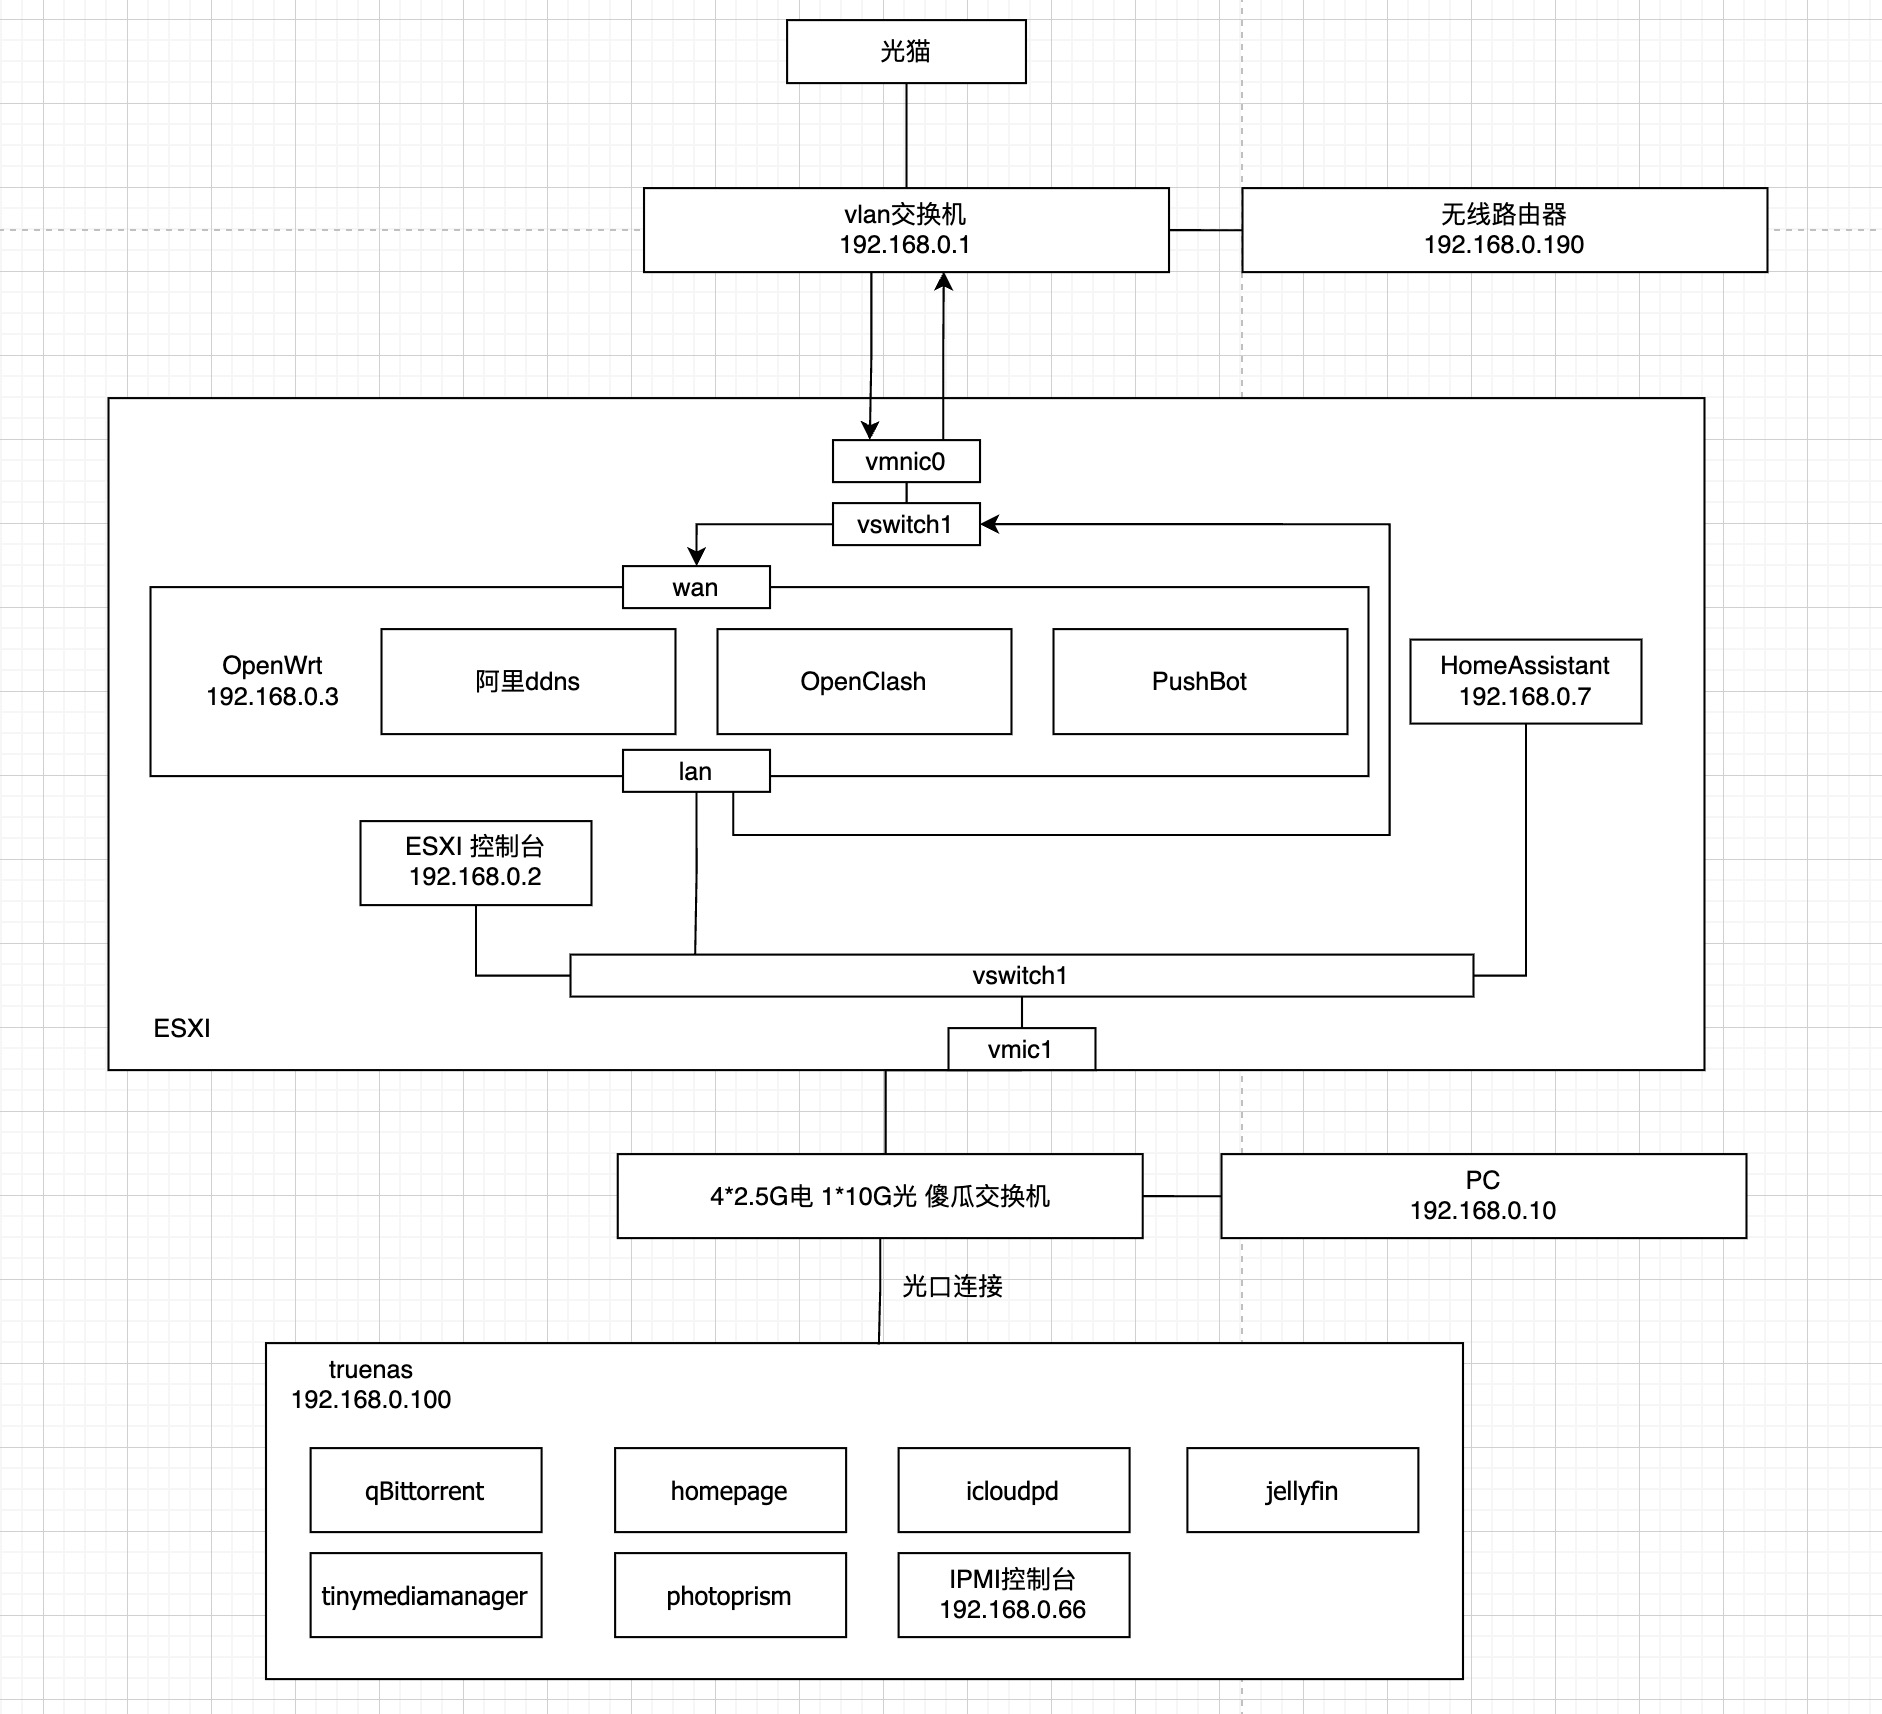 光猫
vlan交换机
192.168.0.1
无线路由器
192.168.0.190
vmnic0
vswitch1
wan
OpenWrt
192.168.0.3
阿里ddns
OpenClash
PushBot
HomeAssistant
192.168.0.7
lan
ESXI 控制台
192.168.0.2
vswitch1
ESXI
vmic1
4*2.5G电 1*10G光 傻瓜交换机
PC
192.168.0.10
光口连接
truenas
192.168.0.100
qBittorrent
homepage
icloudpd
jellyfin
tinymediamanager
photoprism
IPMI控制台
192.168.0.66